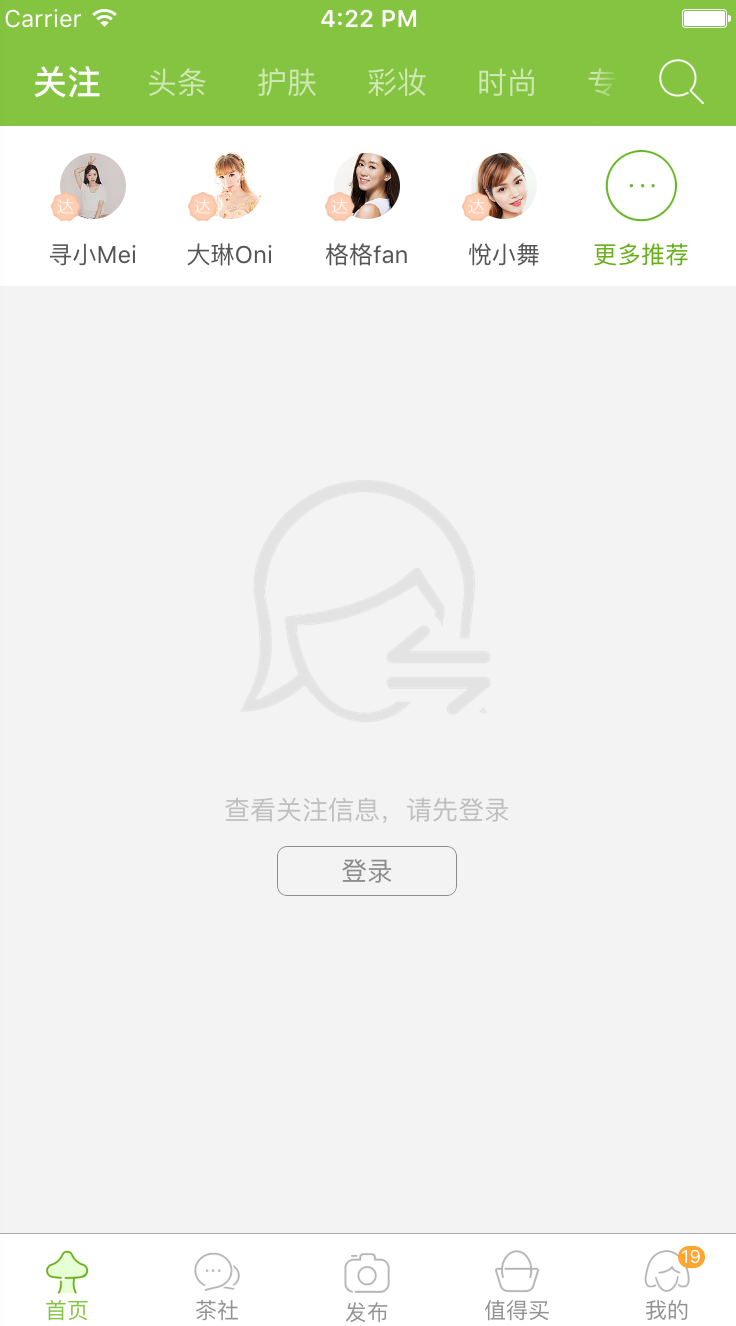 Carrier 4:22 PM
关注 头条 护肤 彩妆 时尚 专
达 达 达 达
寻小Mei 大琳Oni 格格fan 悅小舞 更多推荐
查看关注信息，请先登录
登录
19
首页 茶社 发布 值得买 我的